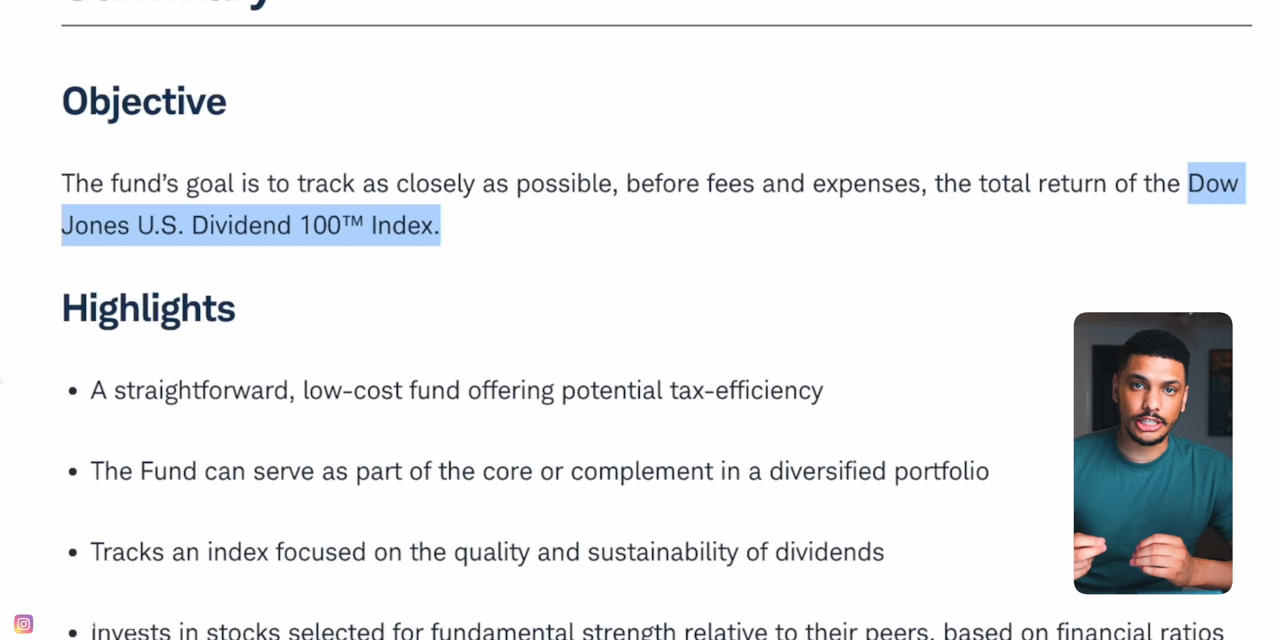 Summary
Objective
The fund’s goal is to track as closely as possible, before fees and expenses, the total return of the Dow
Jones U.S. Dividend 100™ Index.
Highlights
• A straightforward, low-cost fund offering potential tax-efficiency
• The Fund can serve as part of the core or complement in a diversified portfolio
• Tracks an index focused on the quality and sustainability of dividends
• Invests in stocks selected for fundamental strength relative to their peers, based on financial ratios